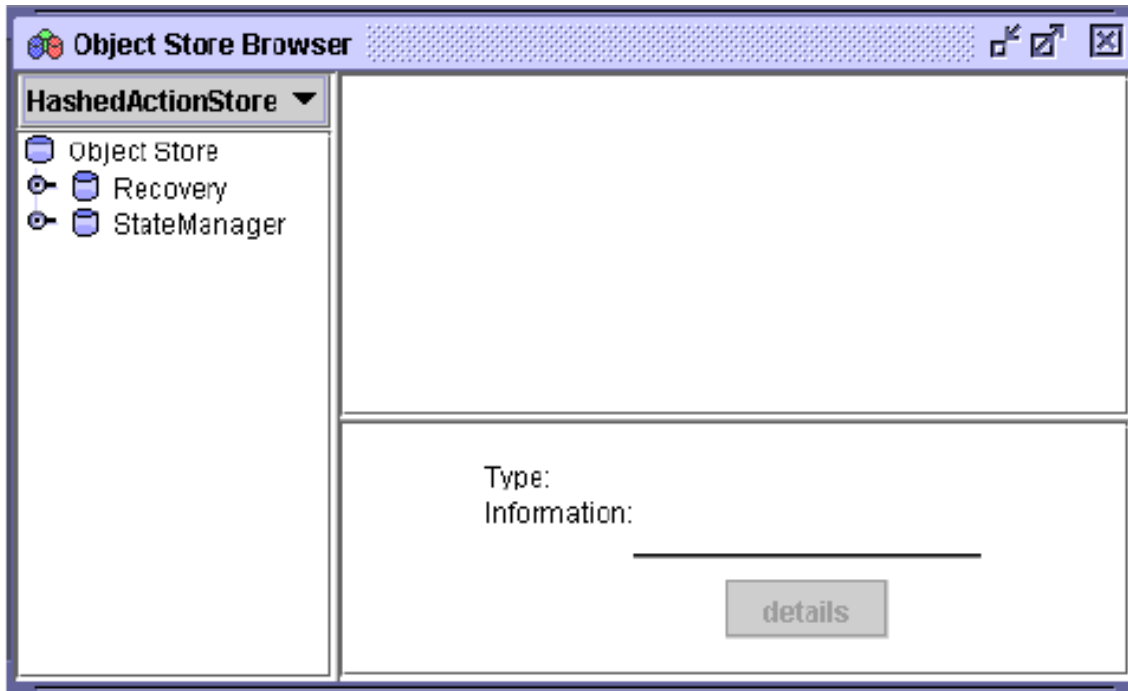 Object Store Browser
HashedActionStore
Object Store
Recovery
StateManager
Type:
Information:
details